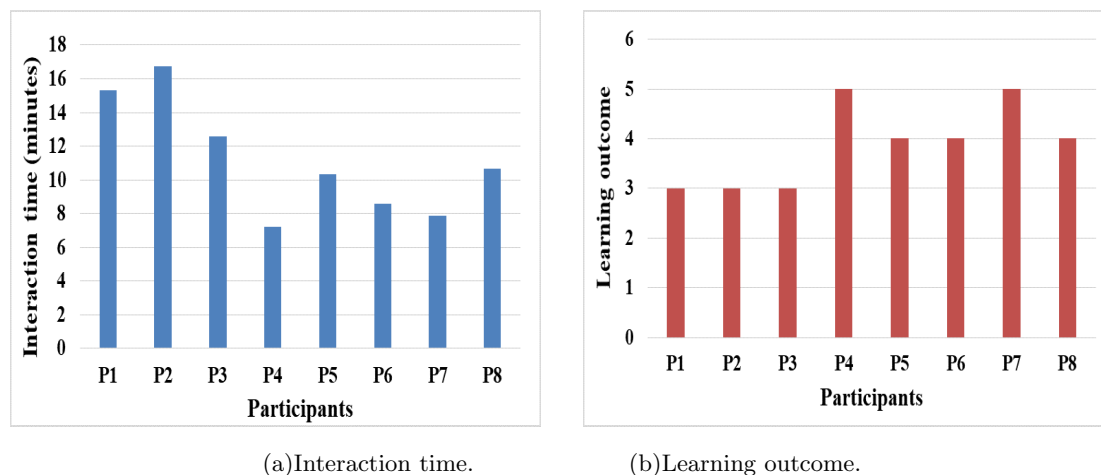 Interaction time (minutes)
18
16
14
12
10
8
6
4
2
0
P1 P2 P3 P4 P5 P6 P7 P8
Participants
Learning outcome
6
5
4
3
2
1
0
P1 P2 P3 P4 P5 P6 P7 P8
Participants
(a)Interaction time.
(b)Learning outcome.